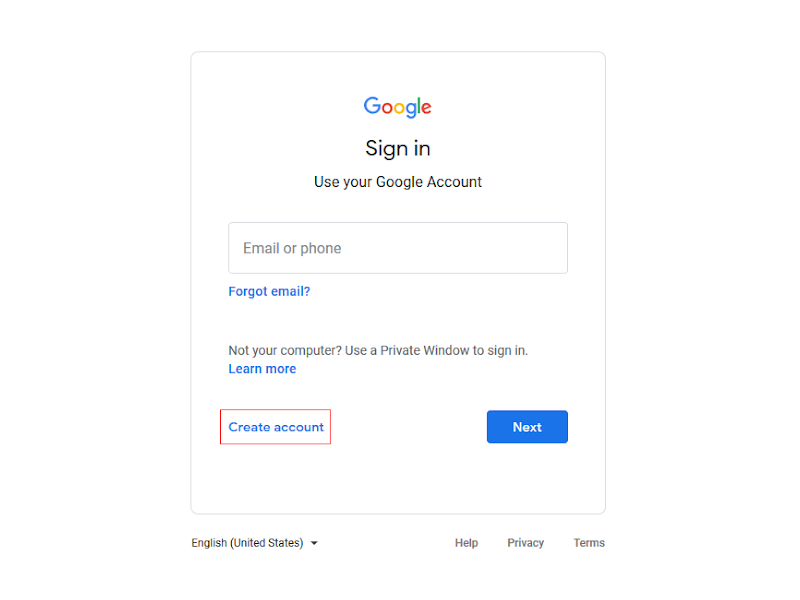 Google
Sign in
Use your Google Account
Email or phone
Forgot email?
Not your computer? Use a Private Window to sign in.
Learn more
Create account
Next
English (United States)
Help
Privacy
Terms